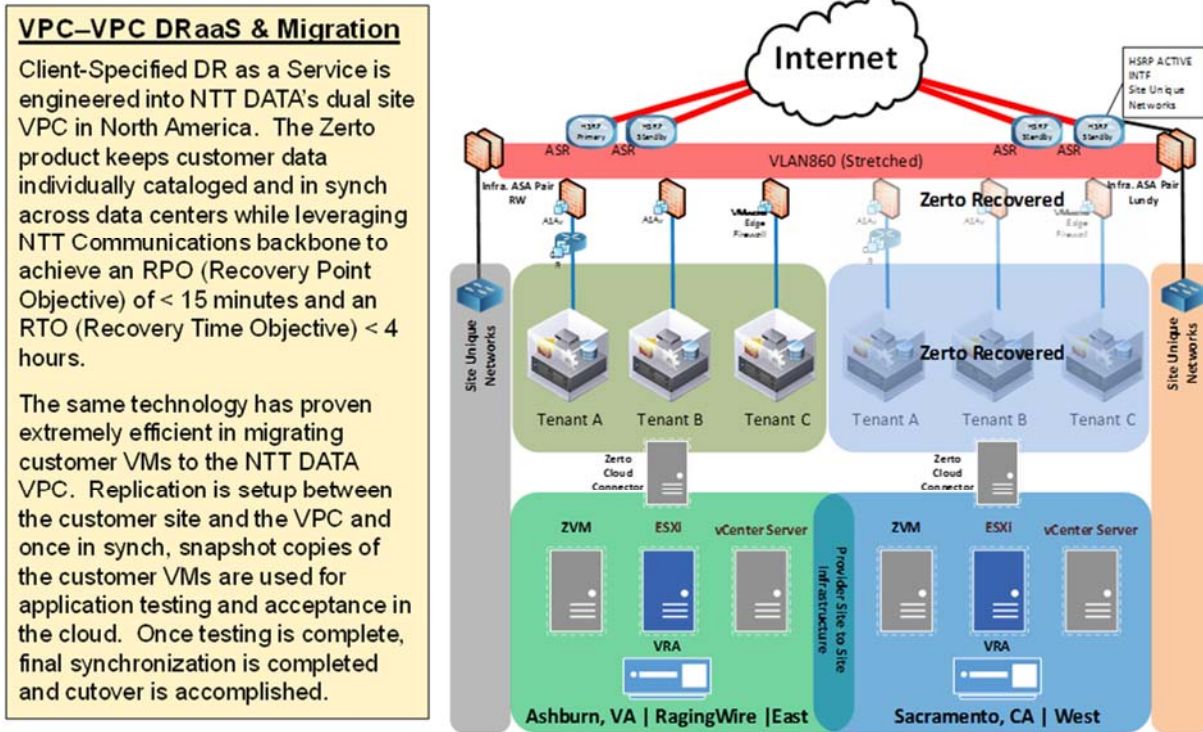 VPC–VPC DRaaS & Migration
Client-Specified DR as a Service is
engineered into NTT DATA's dual site
VPC in North America. The Zerto
product keeps customer data
individually cataloged and in synch
across data centers while leveraging
NTT Communications backbone to
achieve an RPO (Recovery Point
Objective) of < 15 minutes and an
RTO (Recovery Time Objective) < 4
hours.
The same technology has proven
extremely efficient in migrating
customer VMs to the NTT DATA
VPC. Replication is setup between
the customer site and the VPC and
once in synch, snapshot copies of
the customer VMs are used for
application testing and acceptance in
the cloud. Once testing is complete,
final synchronization is completed
and cutover is accomplished.
Internet
HSRP ACTIVE
INTF
Site Unique
Networks
HSRP
Primary
HSRP
Standby
HSRP
Standby
HSRP
Standby
ASR
ASR
ASR
ASR
VLAN860 (Stretched)
Infra. ASA Pair
RW
Infra. ASA Pair
Lundy
Zerto Recovered
ASAv
ASAv
Edge
Firewall
ASAv
ASAv
Edge
Firewall
Site Unique
Networks
Site Unique
Networks
Zerto Recovered
Tenant A
Tenant B
Tenant C
Tenant A
Tenant B
Tenant C
Zerto
Cloud
Connector
Zerto
Cloud
Connector
ZVM
ESXi
vCenter Server
ZVM
ESXi
vCenter Server
Provider Site to Site
Infrastructure
VRA
VRA
Ashburn, VA | RagingWire |East
Sacramento, CA | West